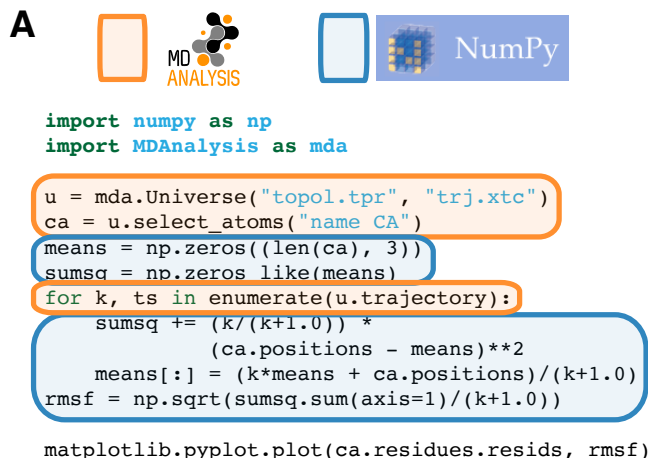 A
MD
ANALYSIS
NumPy
import numpy as np
import MDAnalysis as mda
u = mda.Universe("topol.tpr", "trj.xtc")
ca = u.select_atoms("name CA")
means = np.zeros((len(ca), 3))
sumsq = np.zeros_like(means)
for k, ts in enumerate(u.trajectory):
    sumsq += (k/(k+1.0)) *
             (ca.positions - means)**2
    means[:] = (k*means + ca.positions)/(k+1.0)
rmsf = np.sqrt(sumsq.sum(axis=1)/(k+1.0))
matplotlib.pyplot.plot(ca.residues.resids, rmsf)